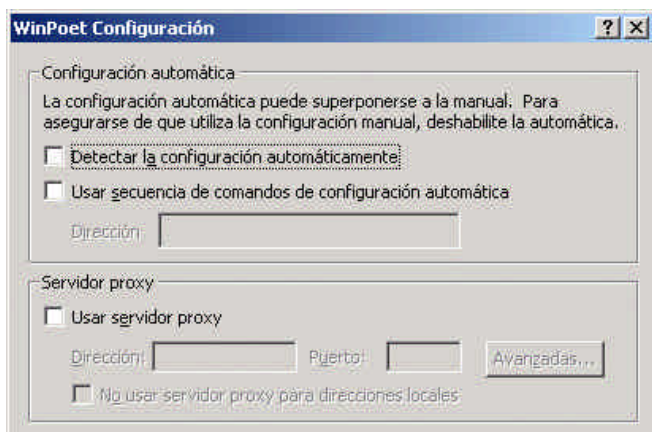 WinPoet Configuración
Configuración automática
La configuración automática puede superponerse a la manual. Para
asegurarse de que utiliza la configuración manual, deshabilite la automática.
Detectar la configuración automáticamente
Usar secuencia de comandos de configuración automática
Dirección:
Servidor proxy
Usar servidor proxy
Dirección: Puerto: Avanzadas...
No usar servidor proxy para direcciones locales